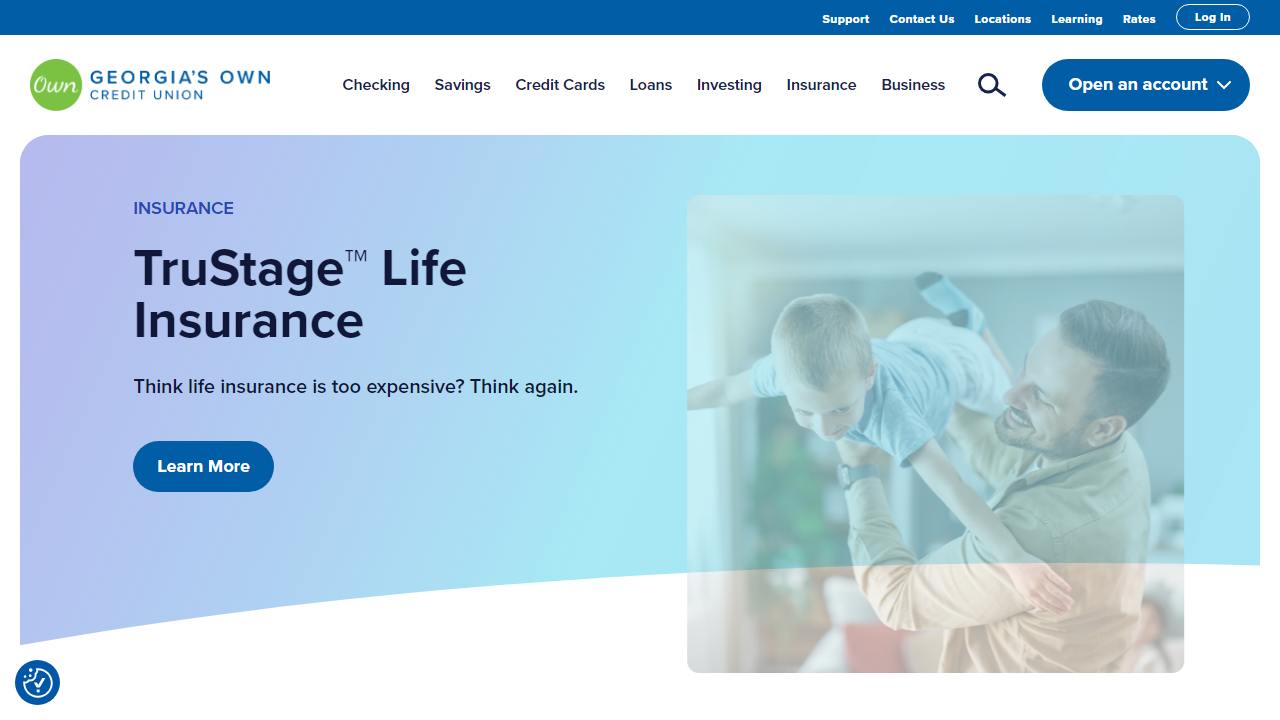 Support Contact Us Locations Learning Rates Log In
Own GEORGIA'S OWN
CREDIT UNION
Checking Savings Credit Cards Loans Investing Insurance Business Open an account
INSURANCE
TruStage™ Life
Insurance
Think life insurance is too expensive? Think again.
Learn More